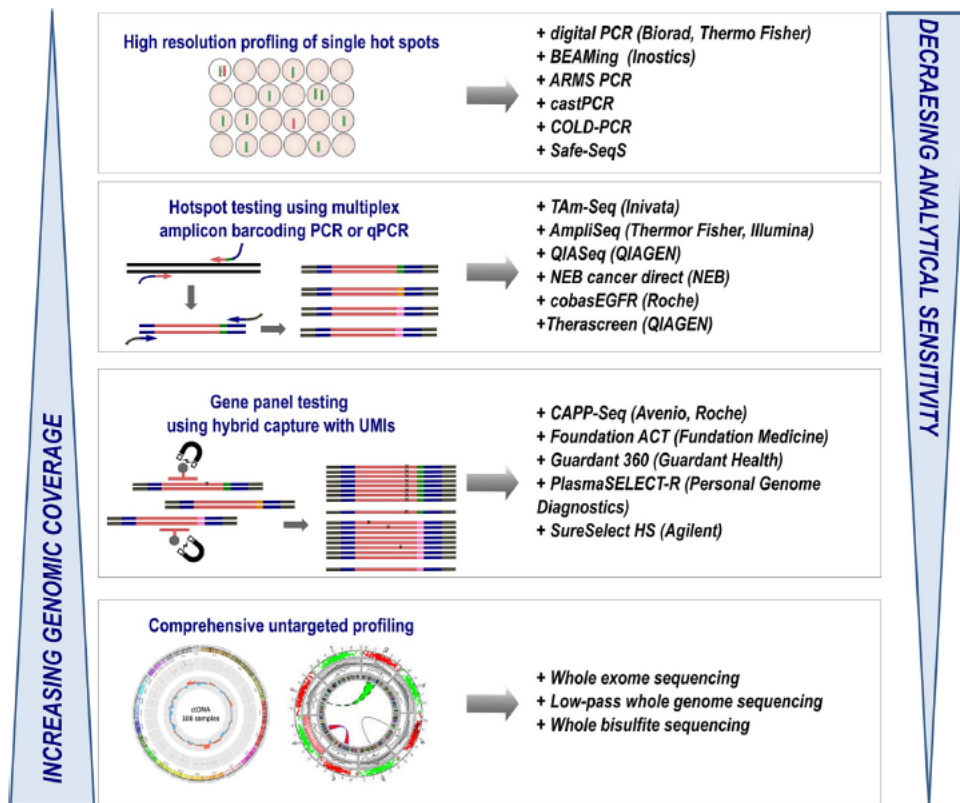 High resolution profling of single hot spots
+ digital PCR (Biorad, Thermo Fisher)
+ BEAMing (Inostics)
+ ARMS PCR
+ castPCR
+ COLD-PCR
+ Safe-SeqS
Hotspot testing using multiplex
amplicon barcoding PCR or qPCR
+ TAm-Seq (Inivata)
+ AmpliSeq (Thermor Fisher, Illumina)
+ QIASeq (QIAGEN)
+ NEB cancer direct (NEB)
+ cobasEGFR (Roche)
+Therascreen (QIAGEN)
Gene panel testing
using hybrid capture with UMIs
+ CAPP-Seq (Avenio, Roche)
+ Foundation ACT (Fundation Medicine)
+ Guardant 360 (Guardant Health)
+ PlasmaSELECT-R (Personal Genome
Diagnostics)
+ SureSelect HS (Agilent)
Comprehensive untargeted profiling
ctDNA
108 samples
+ Whole exome sequencing
+ Low-pass whole genome sequencing
+ Whole bisulfite sequencing
INCREASING GENOMIC COVERAGE
DECRAESING ANALYTICAL SENSITIVITY